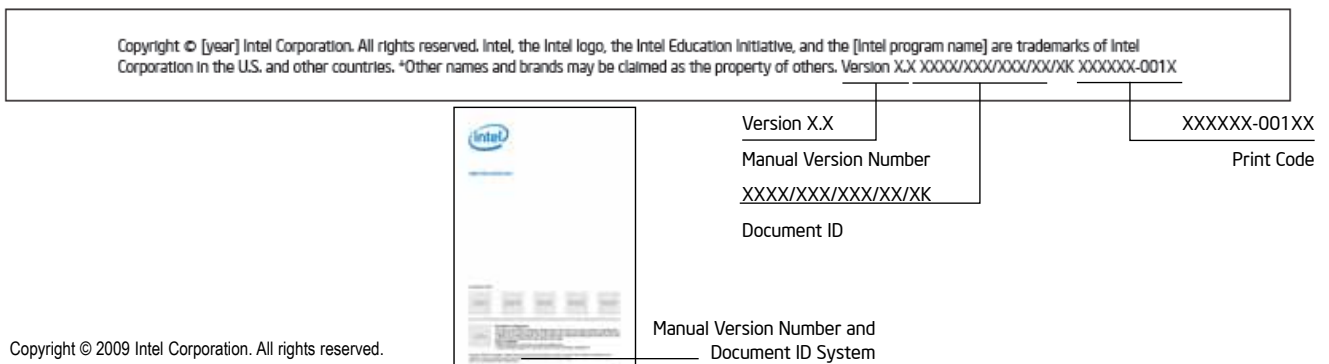 Copyright © [year] Intel Corporation. All rights reserved. Intel, the Intel logo, the Intel Education Initiative, and the [Intel program name] are trademarks of Intel
Corporation in the U.S. and other countries. *Other names and brands may be claimed as the property of others. Version X.X XXXX/XXX/XXX/XX/XK XXXXXX-001X
Version X.X
Manual Version Number
XXXX/XXX/XXX/XX/XK
Document ID
XXXXXX-001XX
Print Code
intel
Manual Version Number and
Document ID System
Copyright © 2009 Intel Corporation. All rights reserved.